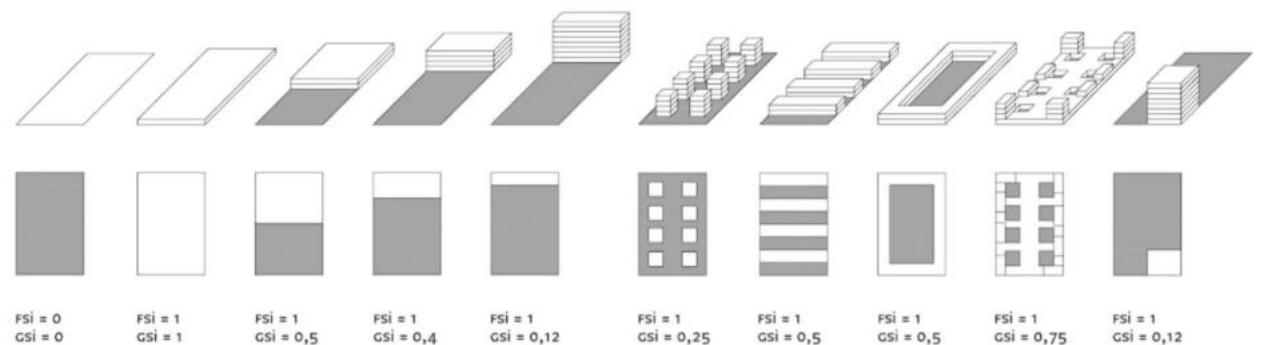 FSi = 0 FSi = 1 FSi = 1 FSi = 1 FSi = 1 FSi = 1 FSi = 1 FSi = 1 FSi = 1 FSi = 1
GSi = 0 GSi = 1 GSi = 0,5 GSi = 0,4 GSi = 0,12 GSi = 0,25 GSi = 0,5 GSi = 0,5 GSi = 0,75 GSi = 0,12